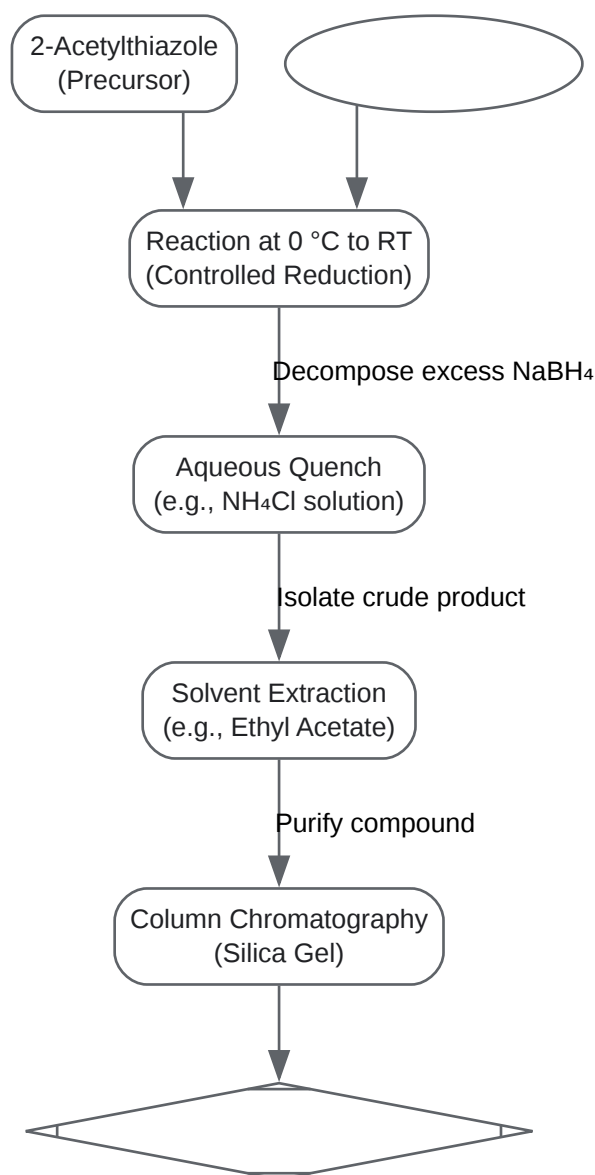 2-Acetylthiazole
(Precursor)
Reaction at 0 °C to RT
(Controlled Reduction)
Decompose excess NaBH₄
Aqueous Quench
(e.g., NH₄Cl solution)
Isolate crude product
Solvent Extraction
(e.g., Ethyl Acetate)
Purify compound
Column Chromatography
(Silica Gel)